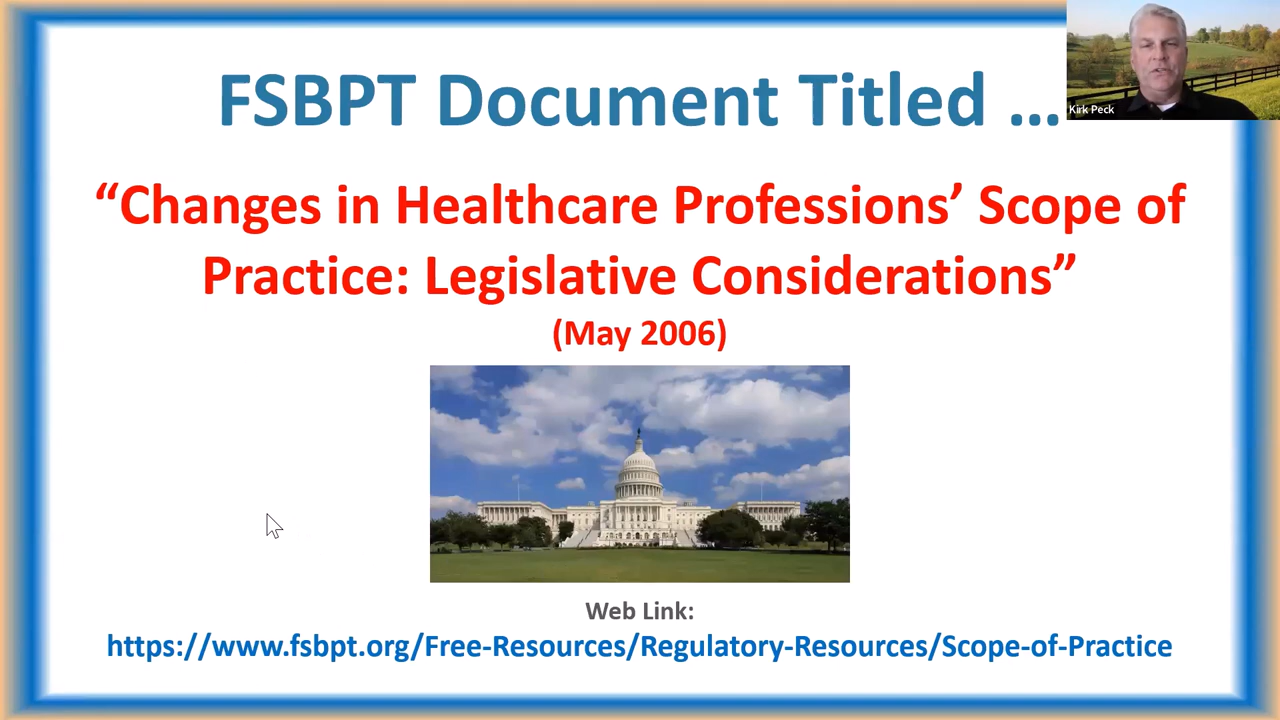 FSBPT Document Titled ...
Kirk Peck
“Changes in Healthcare Professions’ Scope of
Practice: Legislative Considerations”
(May 2006)
Web Link:
https://www.fsbpt.org/Free-Resources/Regulatory-Resources/Scope-of-Practice